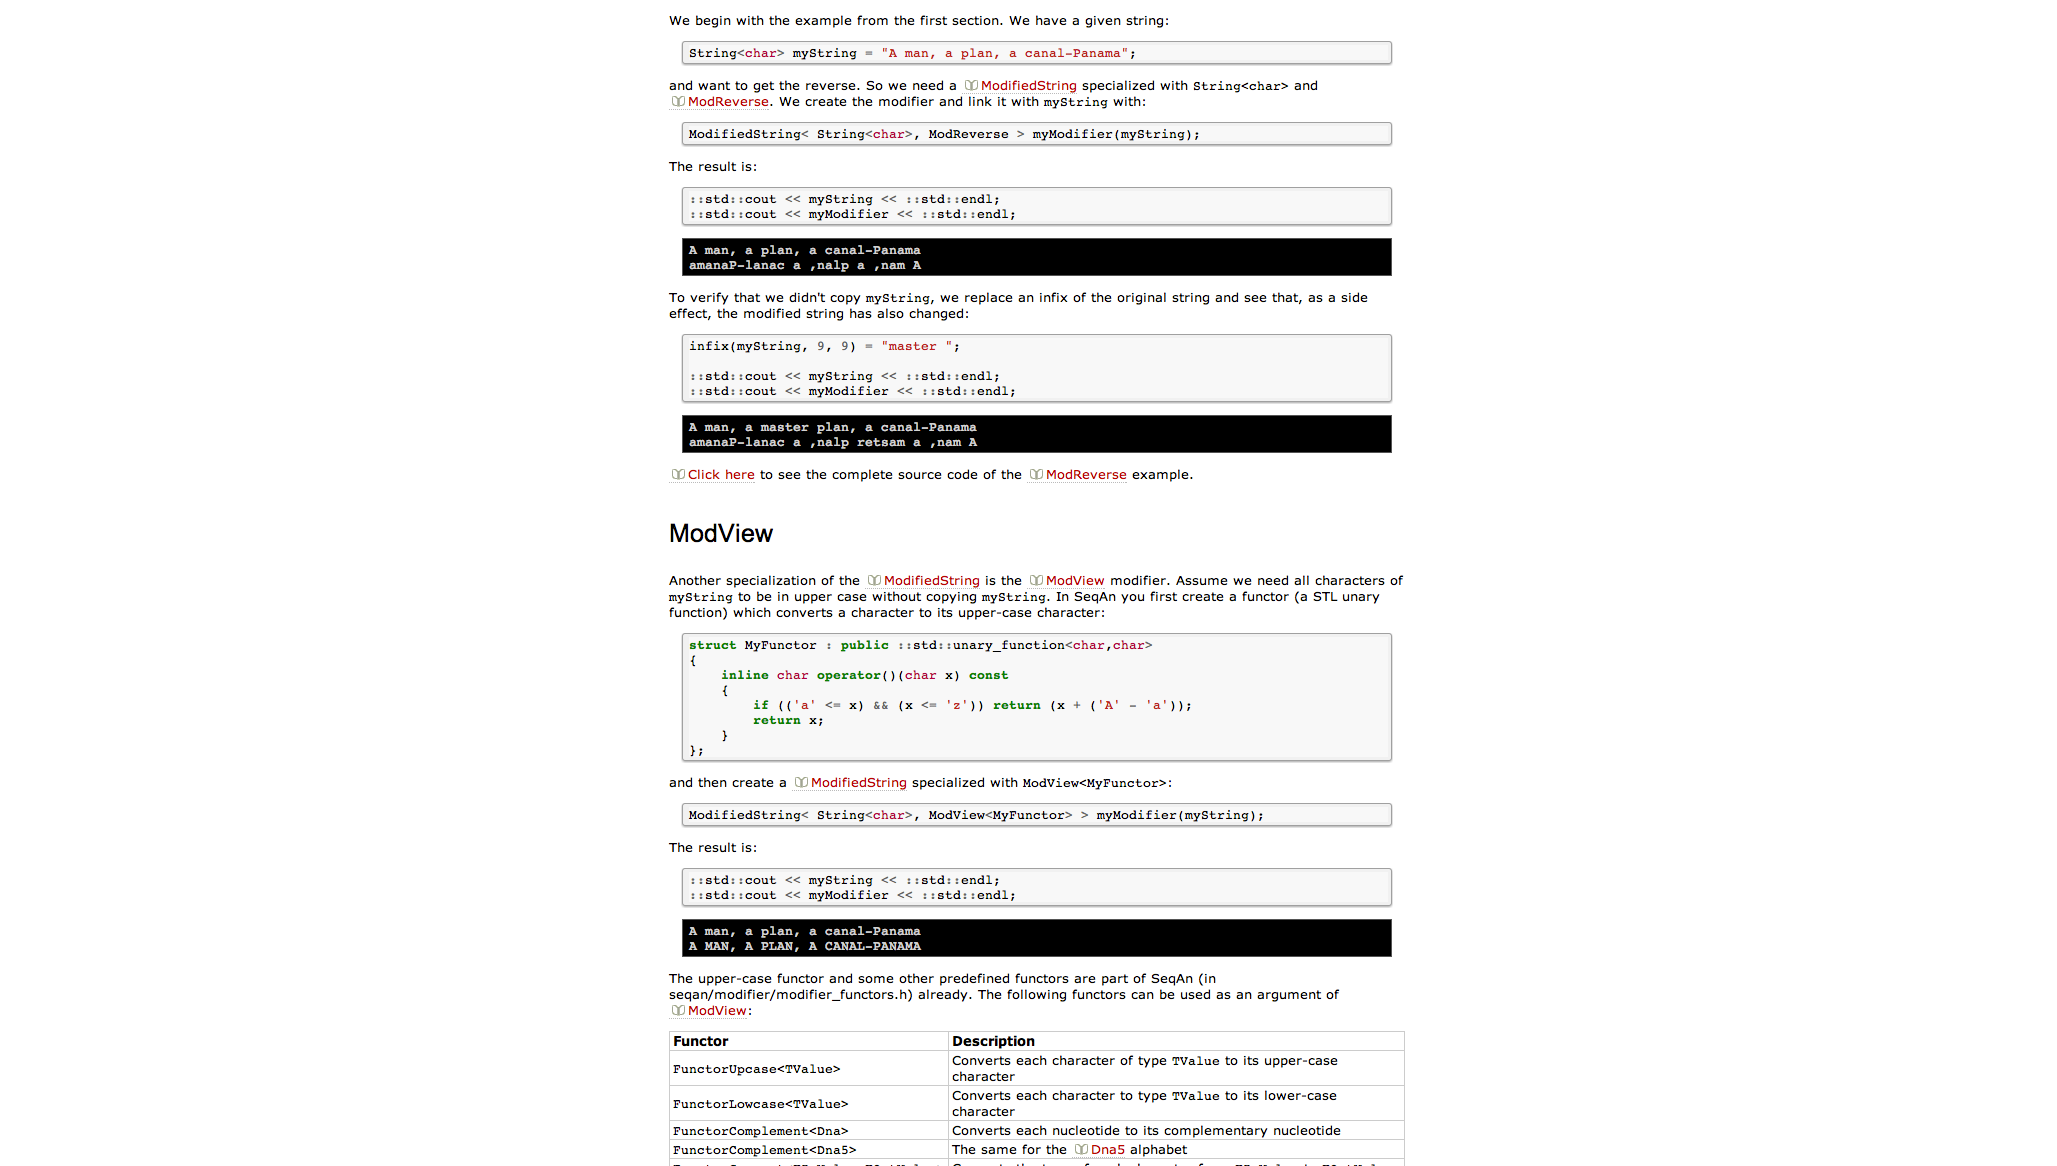 We begin with the example from the first section. We have a given string:
String<char> myString = "A man, a plan, a canal-Panama";
and want to get the reverse. So we need a ModifiedString specialized with String<char> and
ModReverse. We create the modifier and link it with myString with:
ModifiedString< String<char>, ModReverse > myModifier(myString);
The result is:
::std::cout << myString << ::std::endl;
::std::cout << myModifier << ::std::endl;
A man, a plan, a canal-Panama
amanaP-lanac a ,nalp a ,nam A
To verify that we didn't copy myString, we replace an infix of the original string and see that, as a side
effect, the modified string has also changed:
infix(myString, 9, 9) = "master ";
::std::cout << myString << ::std::endl;
::std::cout << myModifier << ::std::endl;
A man, a master plan, a canal-Panama
amanaP-lanac a ,nalp retsam a ,nam A
Click here to see the complete source code of the ModReverse example.
ModView
Another specialization of the ModifiedString is the ModView modifier. Assume we need all characters of
myString to be in upper case without copying myString. In SeqAn you first create a functor (a STL unary
function) which converts a character to its upper-case character:
struct MyFunctor : public ::std::unary_function<char,char>
{
inline char operator()(char x) const
{
if (('a' <= x) && (x <= 'z')) return (x + ('A' - 'a'));
return x;
}
};
and then create a ModifiedString specialized with ModView<MyFunctor>:
ModifiedString< String<char>, ModView<MyFunctor> > myModifier(myString);
The result is:
::std::cout << myString << ::std::endl;
::std::cout << myModifier << ::std::endl;
A man, a plan, a canal-Panama
A MAN, A PLAN, A CANAL-PANAMA
The upper-case functor and some other predefined functors are part of SeqAn (in
seqan/modifier/modifier_functors.h) already. The following functors can be used as an argument of
ModView:
Functor Description
FunctorUpcase<TValue> Converts each character of type TValue to its upper-case
character
FunctorLowcase<TValue> Converts each character to type TValue to its lower-case
character
FunctorComplement<Dna> Converts each nucleotide to its complementary nucleotide
FunctorComplement<Dna5> The same for the Dna5 alphabet